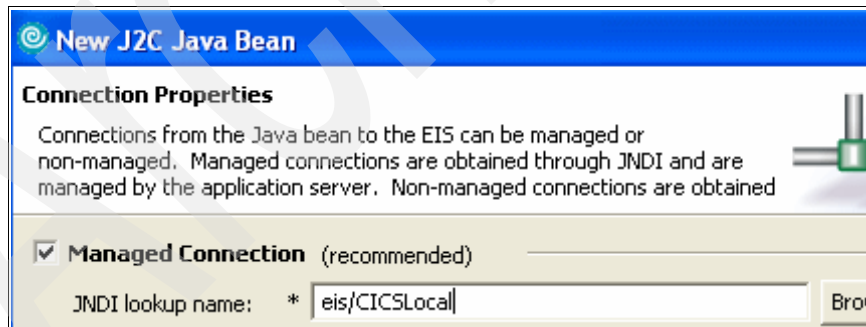 New J2C Java Bean
Connection Properties
Connections from the Java bean to the EIS can be managed or
non-managed. Managed connections are obtained through JNDI and are
managed by the application server. Non-managed connections are obtained
Managed Connection (recommended)
JNDI lookup name: * eis/CICSLocal